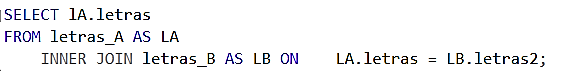 SELECT lA.letras
FROM letras_A AS LA
INNER JOIN letras_B AS LB ON LA.letras = LB.letras2;